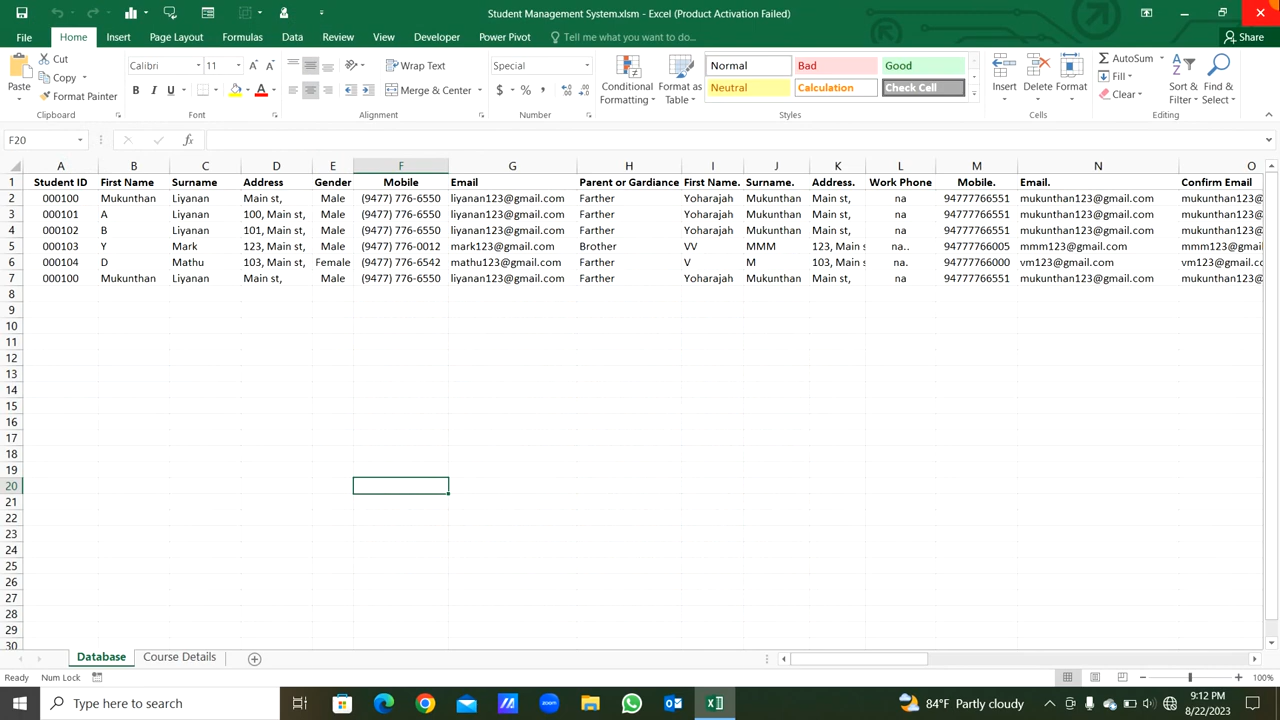 Student Management System.xlsm - Excel (Product Activation Failed)
File Home Insert Page Layout Formulas Data Review View Developer Power Pivot Tell me what you want to do... Share
Paste Cut Copy Format Painter Clipboard
Calibri 11 A A B I U A Font
Wrap Text Merge & Center Alignment
Special $ % , Number
Conditional Formatting Format as Table
Normal Bad Good
Neutral Calculation Check Cell
Styles
Insert Delete Format Cells
AutoSum Fill Clear Sort & Filter Find & Select Editing
F20 fx
A B C D E F G H I J K L M N O
1 Student ID First Name Surname Address Gender Mobile Email Parent or Gardiance First Name. Surname. Address. Work Phone Mobile. Email. Confirm Email
2 000100 Mukunthan Liyanan Main st, Male (9477) 776-6550 liyanan123@gmail.com Farther Yoharajah Mukunthan Main st, na 94777766551 mukunthan123@gmail.com mukunthan123@
3 000101 A Liyanan 100, Main st, Male (9477) 776-6550 liyanan123@gmail.com Farther Yoharajah Mukunthan Main st, na 94777766551 mukunthan123@gmail.com mukunthan123@
4 000102 B Liyanan 101, Main st, Male (9477) 776-6550 liyanan123@gmail.com Farther Yoharajah Mukunthan Main st, na 94777766551 mukunthan123@gmail.com mukunthan123@
5 000103 Y Mark 123, Main st, Male (9477) 776-0012 mark123@gmail.com Brother VV MMM 123, Main s na.. 94777766005 mmm123@gmail.com mmm123@gmai
6 000104 D Mathu 103, Main st, Female (9477) 776-6542 mathu123@gmail.com Farther V M 103, Main s na. 94777766000 vm123@gmail.com vm123@gmail.c
7 000100 Mukunthan Liyanan Main st, Male (9477) 776-6550 liyanan123@gmail.com Farther Yoharajah Mukunthan Main st, na 94777766551 mukunthan123@gmail.com mukunthan123@
8
9
10
11
12
13
14
15
16
17
18
19
20
21
22
23
24
25
26
27
28
29
30
Database Course Details
Ready Num Lock 100%
Type here to search zoom 84°F Partly cloudy 9:12 PM
8/22/2023